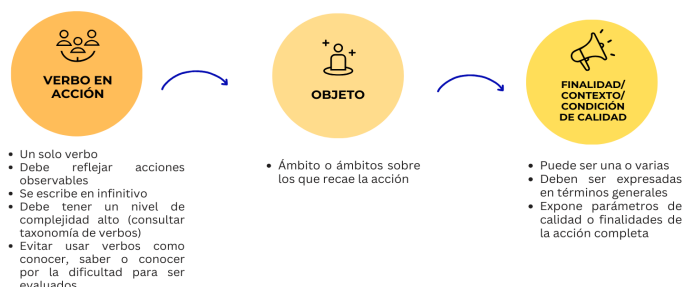 VERBO EN
ACCIÓN
OBJETO
FINALIDAD/
CONTEXTO/
CONDICIÓN
DE CALIDAD
• Un solo verbo
• Debe reflejar acciones
observables
• Se escribe en infinitivo
• Debe tener un nivel de
complejidad alto (consultar
taxonomía de verbos)
• Evitar usar verbos como
conocer, saber o conocer
por la dificultad para ser
evaluados
• Ámbito o ámbitos sobre
los que recae la acción
• Puede ser una o varias
• Deben ser expresadas
en términos generales
• Expone parámetros de
calidad o finalidades de
la acción completa